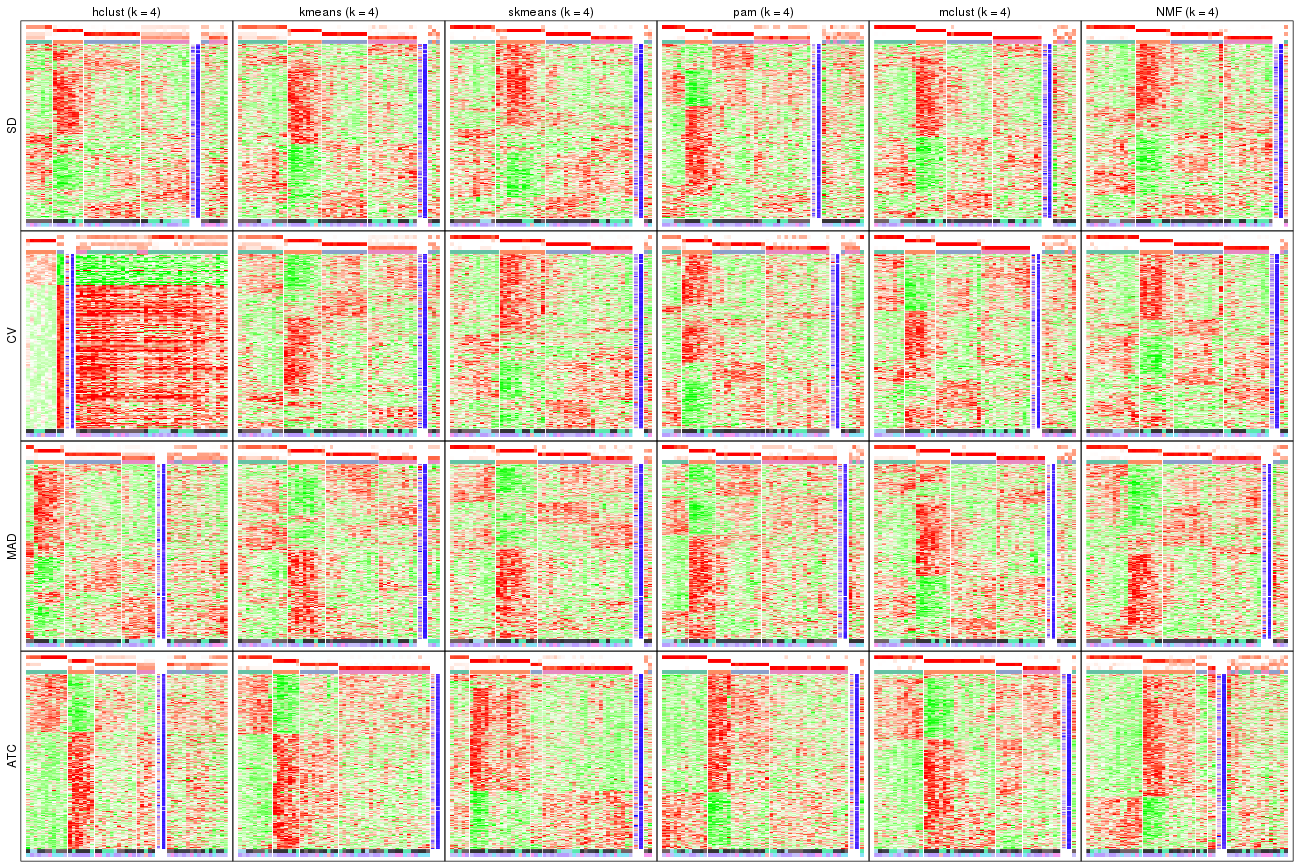 hclust (k = 4)
kmeans (k = 4)
skmeans (k = 4)
pam (k = 4)
mclust (k = 4)
NMF (k = 4)
SD
CV
MAD
ATC